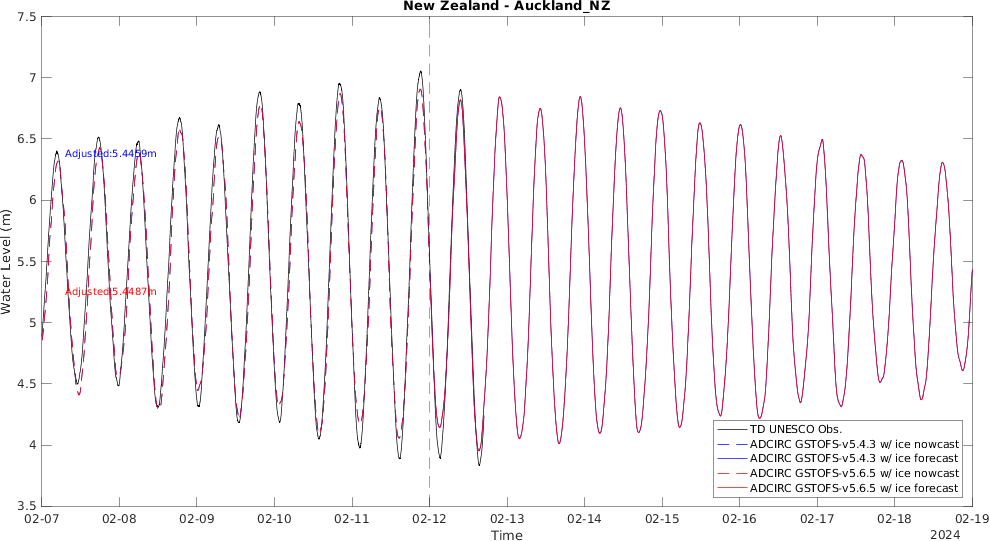 New Zealand - Auckland_NZ
7.5
7
6.5
6
5.5
5
4.5
4
3.5
Water Level (m)
Adjusted:5.4459m
Adjusted:5.4487m
TD UNESCO Obs.
ADCIRC GSTOFS-v5.4.3 w/ ice nowcast
ADCIRC GSTOFS-v5.4.3 w/ ice forecast
ADCIRC GSTOFS-v5.6.5 w/ ice nowcast
ADCIRC GSTOFS-v5.6.5 w/ ice forecast
02-07 02-08 02-09 02-10 02-11 02-12 02-13 02-14 02-15 02-16 02-17 02-18 02-19
Time
2024